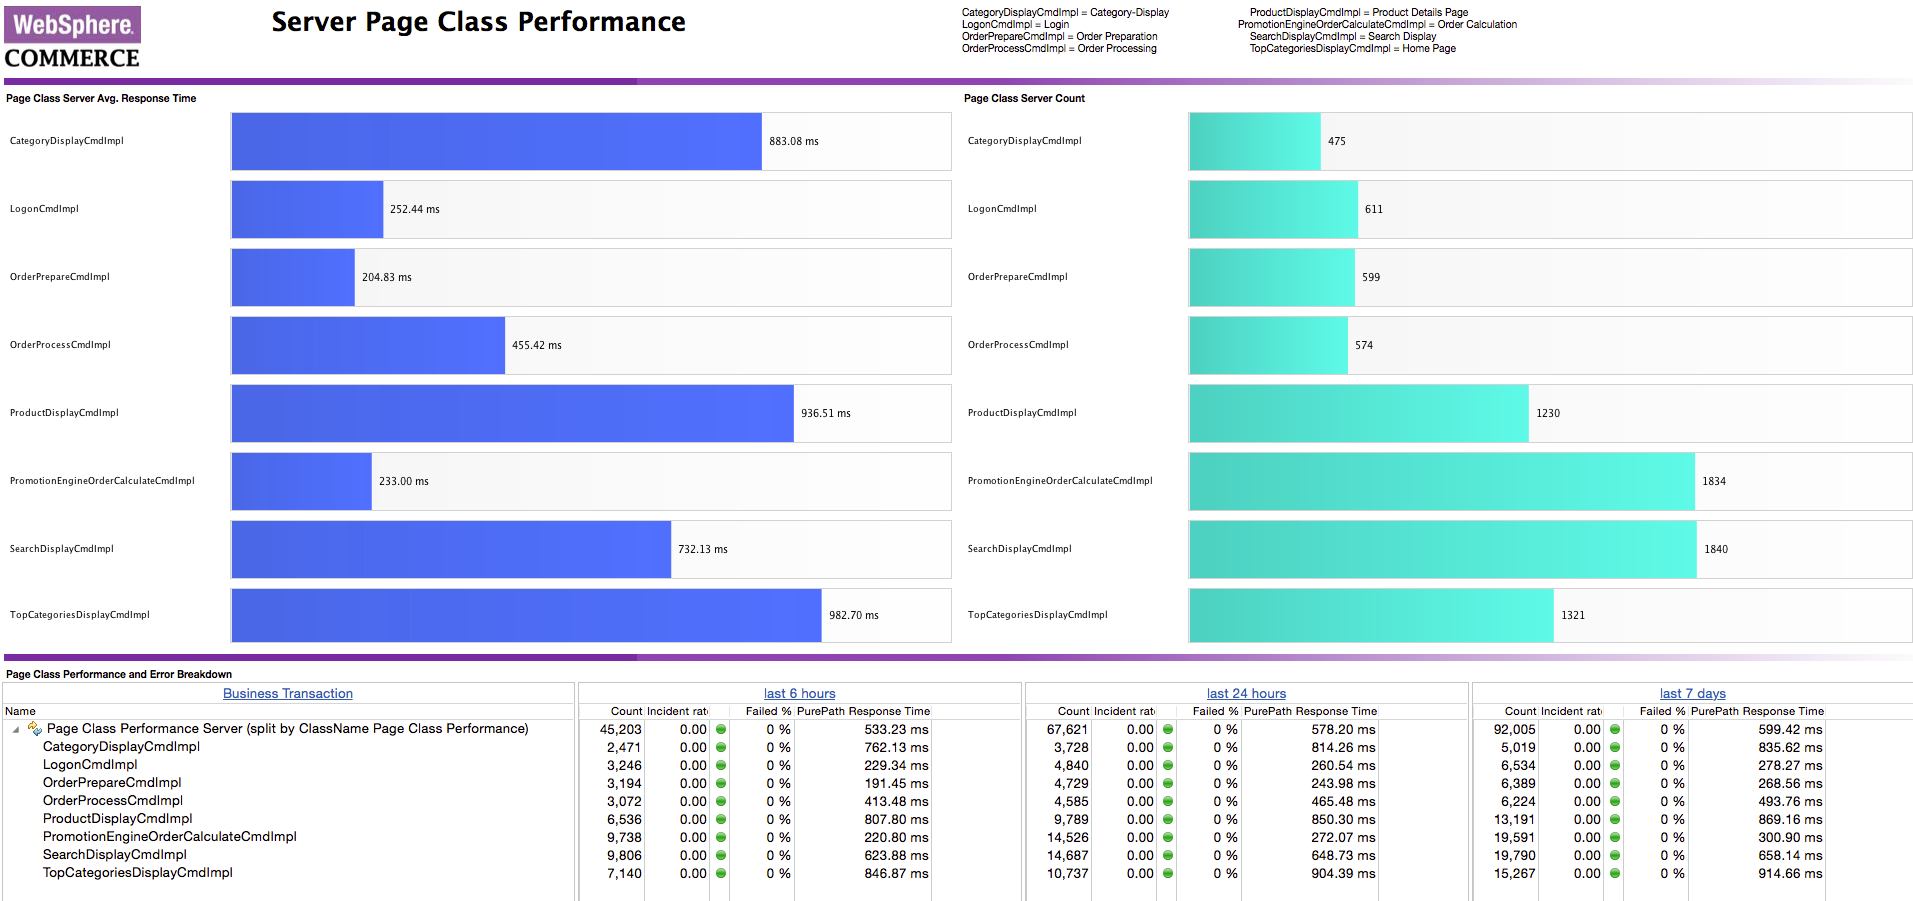 WebSphere.
COMMERCE
Server Page Class Performance
CategoryDisplayCmdImpl = Category-Display
LogonCmdImpl = Login
OrderPrepareCmdImpl = Order Preparation
OrderProcessCmdImpl = Order Processing
ProductDisplayCmdImpl = Product Details Page
PromotionEngineOrderCalculateCmdImpl = Order Calculation
SearchDisplayCmdImpl = Search Display
TopCategoriesDisplayCmdImpl = Home Page
Page Class Server Avg. Response Time
CategoryDisplayCmdImpl 883.08 ms
LogonCmdImpl 252.44 ms
OrderPrepareCmdImpl 204.83 ms
OrderProcessCmdImpl 455.42 ms
ProductDisplayCmdImpl 936.51 ms
PromotionEngineOrderCalculateCmdImpl 233.00 ms
SearchDisplayCmdImpl 732.13 ms
TopCategoriesDisplayCmdImpl 982.70 ms
Page Class Server Count
CategoryDisplayCmdImpl 475
LogonCmdImpl 611
OrderPrepareCmdImpl 599
OrderProcessCmdImpl 574
ProductDisplayCmdImpl 1230
PromotionEngineOrderCalculateCmdImpl 1834
SearchDisplayCmdImpl 1840
TopCategoriesDisplayCmdImpl 1321
Page Class Performance and Error Breakdown
Business Transaction last 6 hours last 24 hours last 7 days
Name Count Incident rate Failed % PurePath Response Time Count Incident rate Failed % PurePath Response Time Count Incident rate Failed % PurePath Response Time
Page Class Performance Server (split by ClassName Page Class Performance) 45,203 0.00 0 % 533.23 ms 67,621 0.00 0 % 578.20 ms 92,005 0.00 0 % 599.42 ms
CategoryDisplayCmdImpl 2,471 0.00 0 % 762.13 ms 3,728 0.00 0 % 814.26 ms 5,019 0.00 0 % 835.62 ms
LogonCmdImpl 3,246 0.00 0 % 229.34 ms 4,840 0.00 0 % 260.54 ms 6,534 0.00 0 % 278.27 ms
OrderPrepareCmdImpl 3,194 0.00 0 % 191.45 ms 4,729 0.00 0 % 243.98 ms 6,389 0.00 0 % 268.56 ms
OrderProcessCmdImpl 3,072 0.00 0 % 413.48 ms 4,585 0.00 0 % 465.48 ms 6,224 0.00 0 % 493.76 ms
ProductDisplayCmdImpl 6,536 0.00 0 % 807.80 ms 9,789 0.00 0 % 850.30 ms 13,191 0.00 0 % 869.16 ms
PromotionEngineOrderCalculateCmdImpl 9,738 0.00 0 % 220.80 ms 14,526 0.00 0 % 272.07 ms 19,591 0.00 0 % 300.90 ms
SearchDisplayCmdImpl 9,806 0.00 0 % 623.88 ms 14,687 0.00 0 % 648.73 ms 19,790 0.00 0 % 658.14 ms
TopCategoriesDisplayCmdImpl 7,140 0.00 0 % 846.87 ms 10,737 0.00 0 % 904.39 ms 15,267 0.00 0 % 914.66 ms